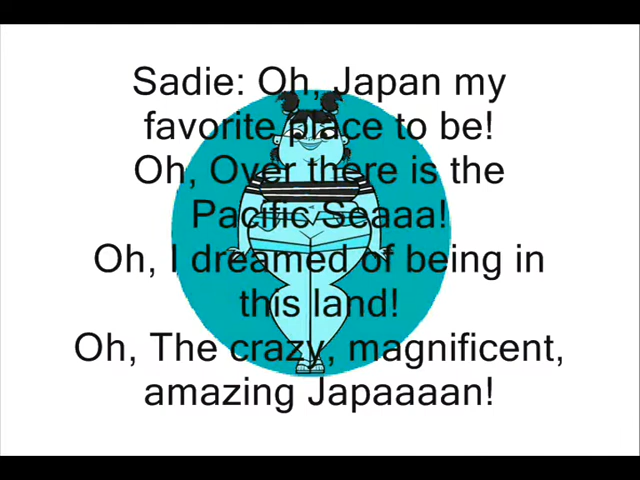 Sadie: Oh, Japan my
favorite place to be!
Oh, Over there is the
Pacific Seaaa!
Oh, I dreamed of being in
this land!
Oh, The crazy, magnificent,
amazing Japaaaan!